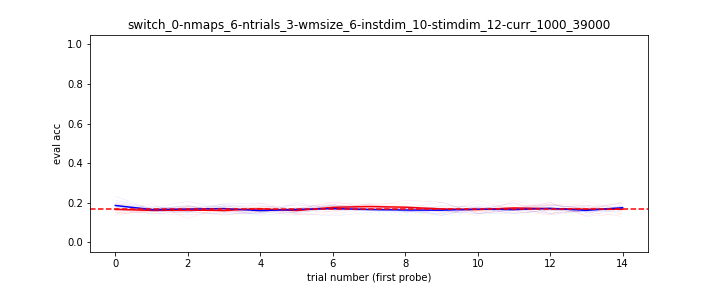 switch_0-nmaps_6-ntrials_3-wmsize_6-instdim_10-stimdim_12-curr_1000_39000
1.0
0.8
0.6
0.4
0.2
0.0
eval acc
0 2 4 6 8 10 12 14
trial number (first probe)